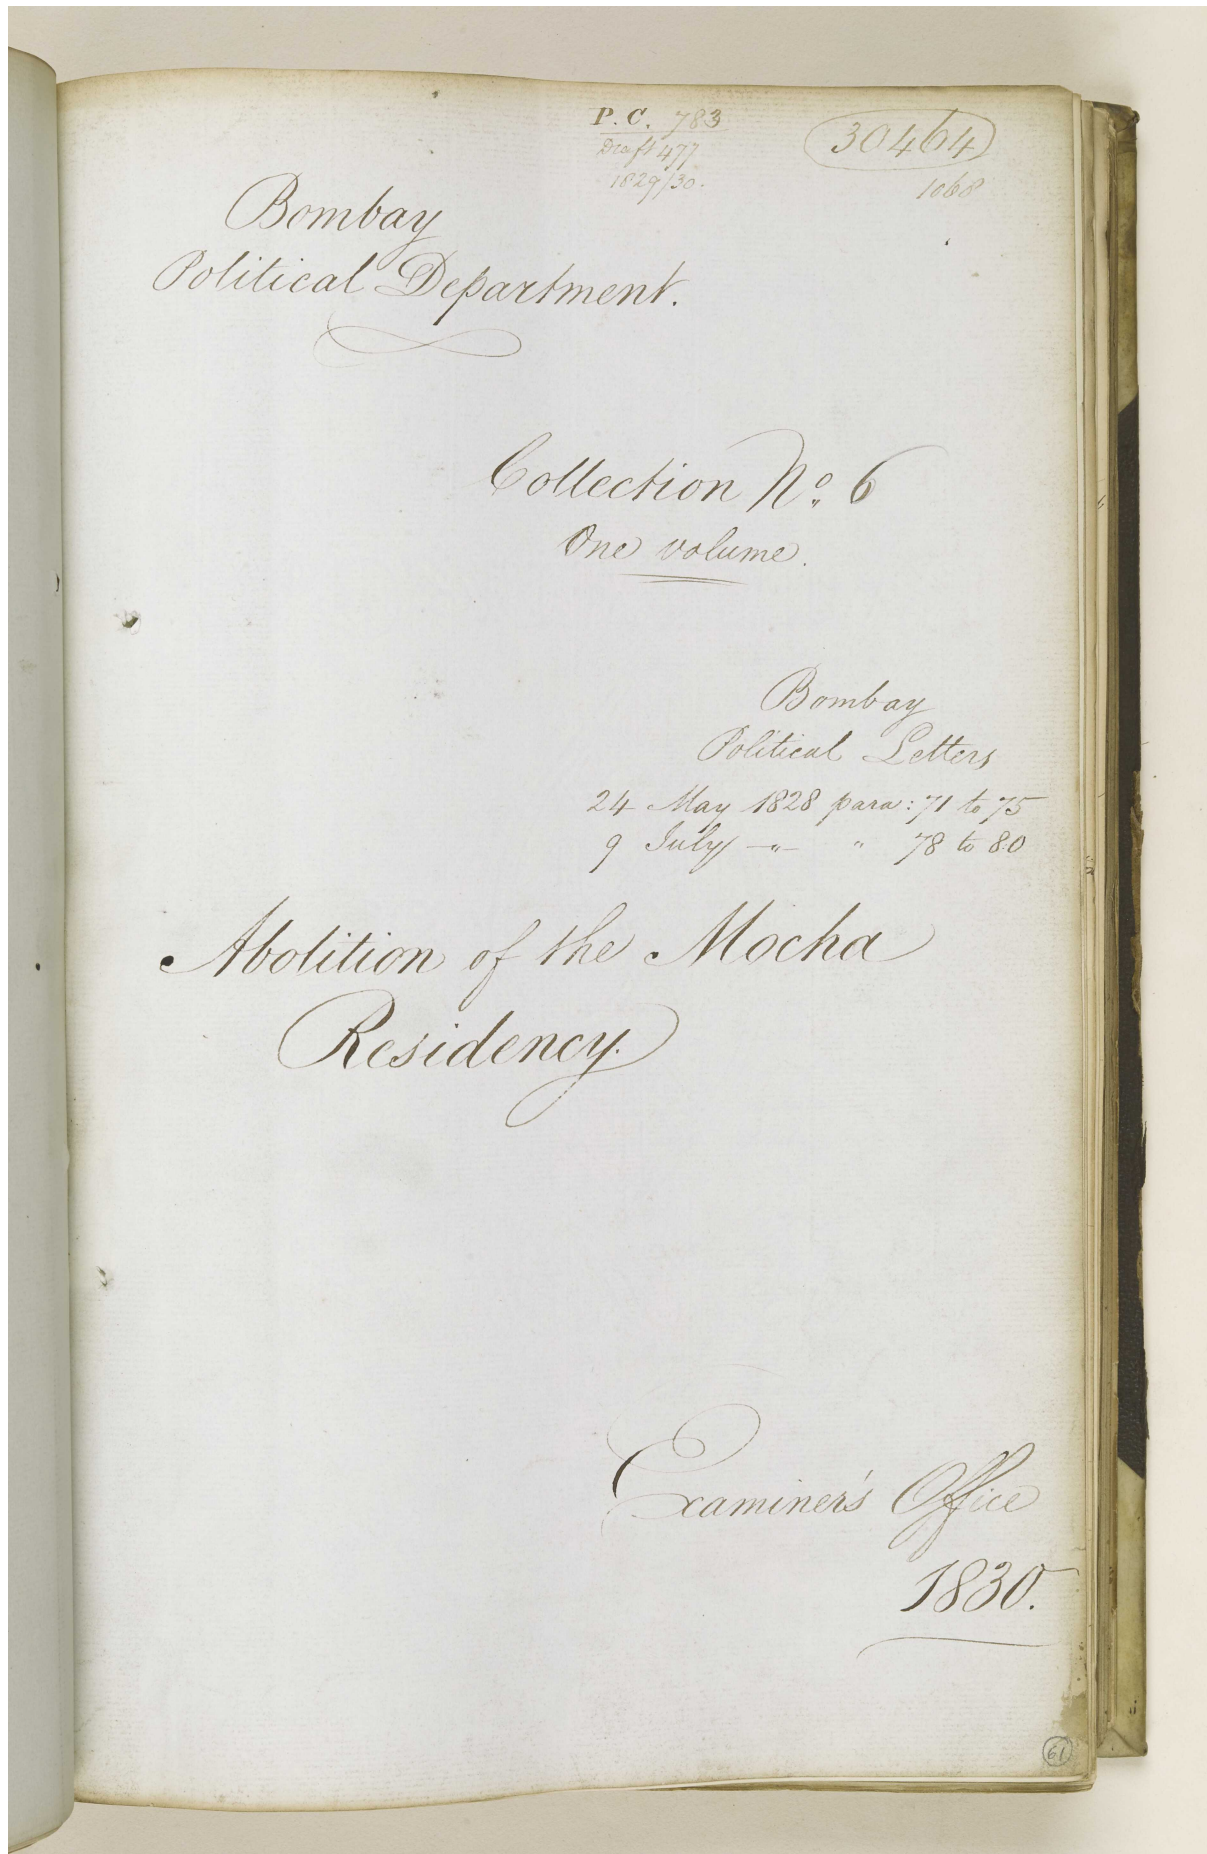 P. C. 783
Draft 477
1829/30.
30464
1068
Bombay
Political Department.
Collection No. 6
One volume.
Bombay
Political Letters
24 May 1828 para: 71 to 75
9 July —"— " 78 to 80
Abolition of the Mocha
Residency.
Examiner's Office
1830.
61